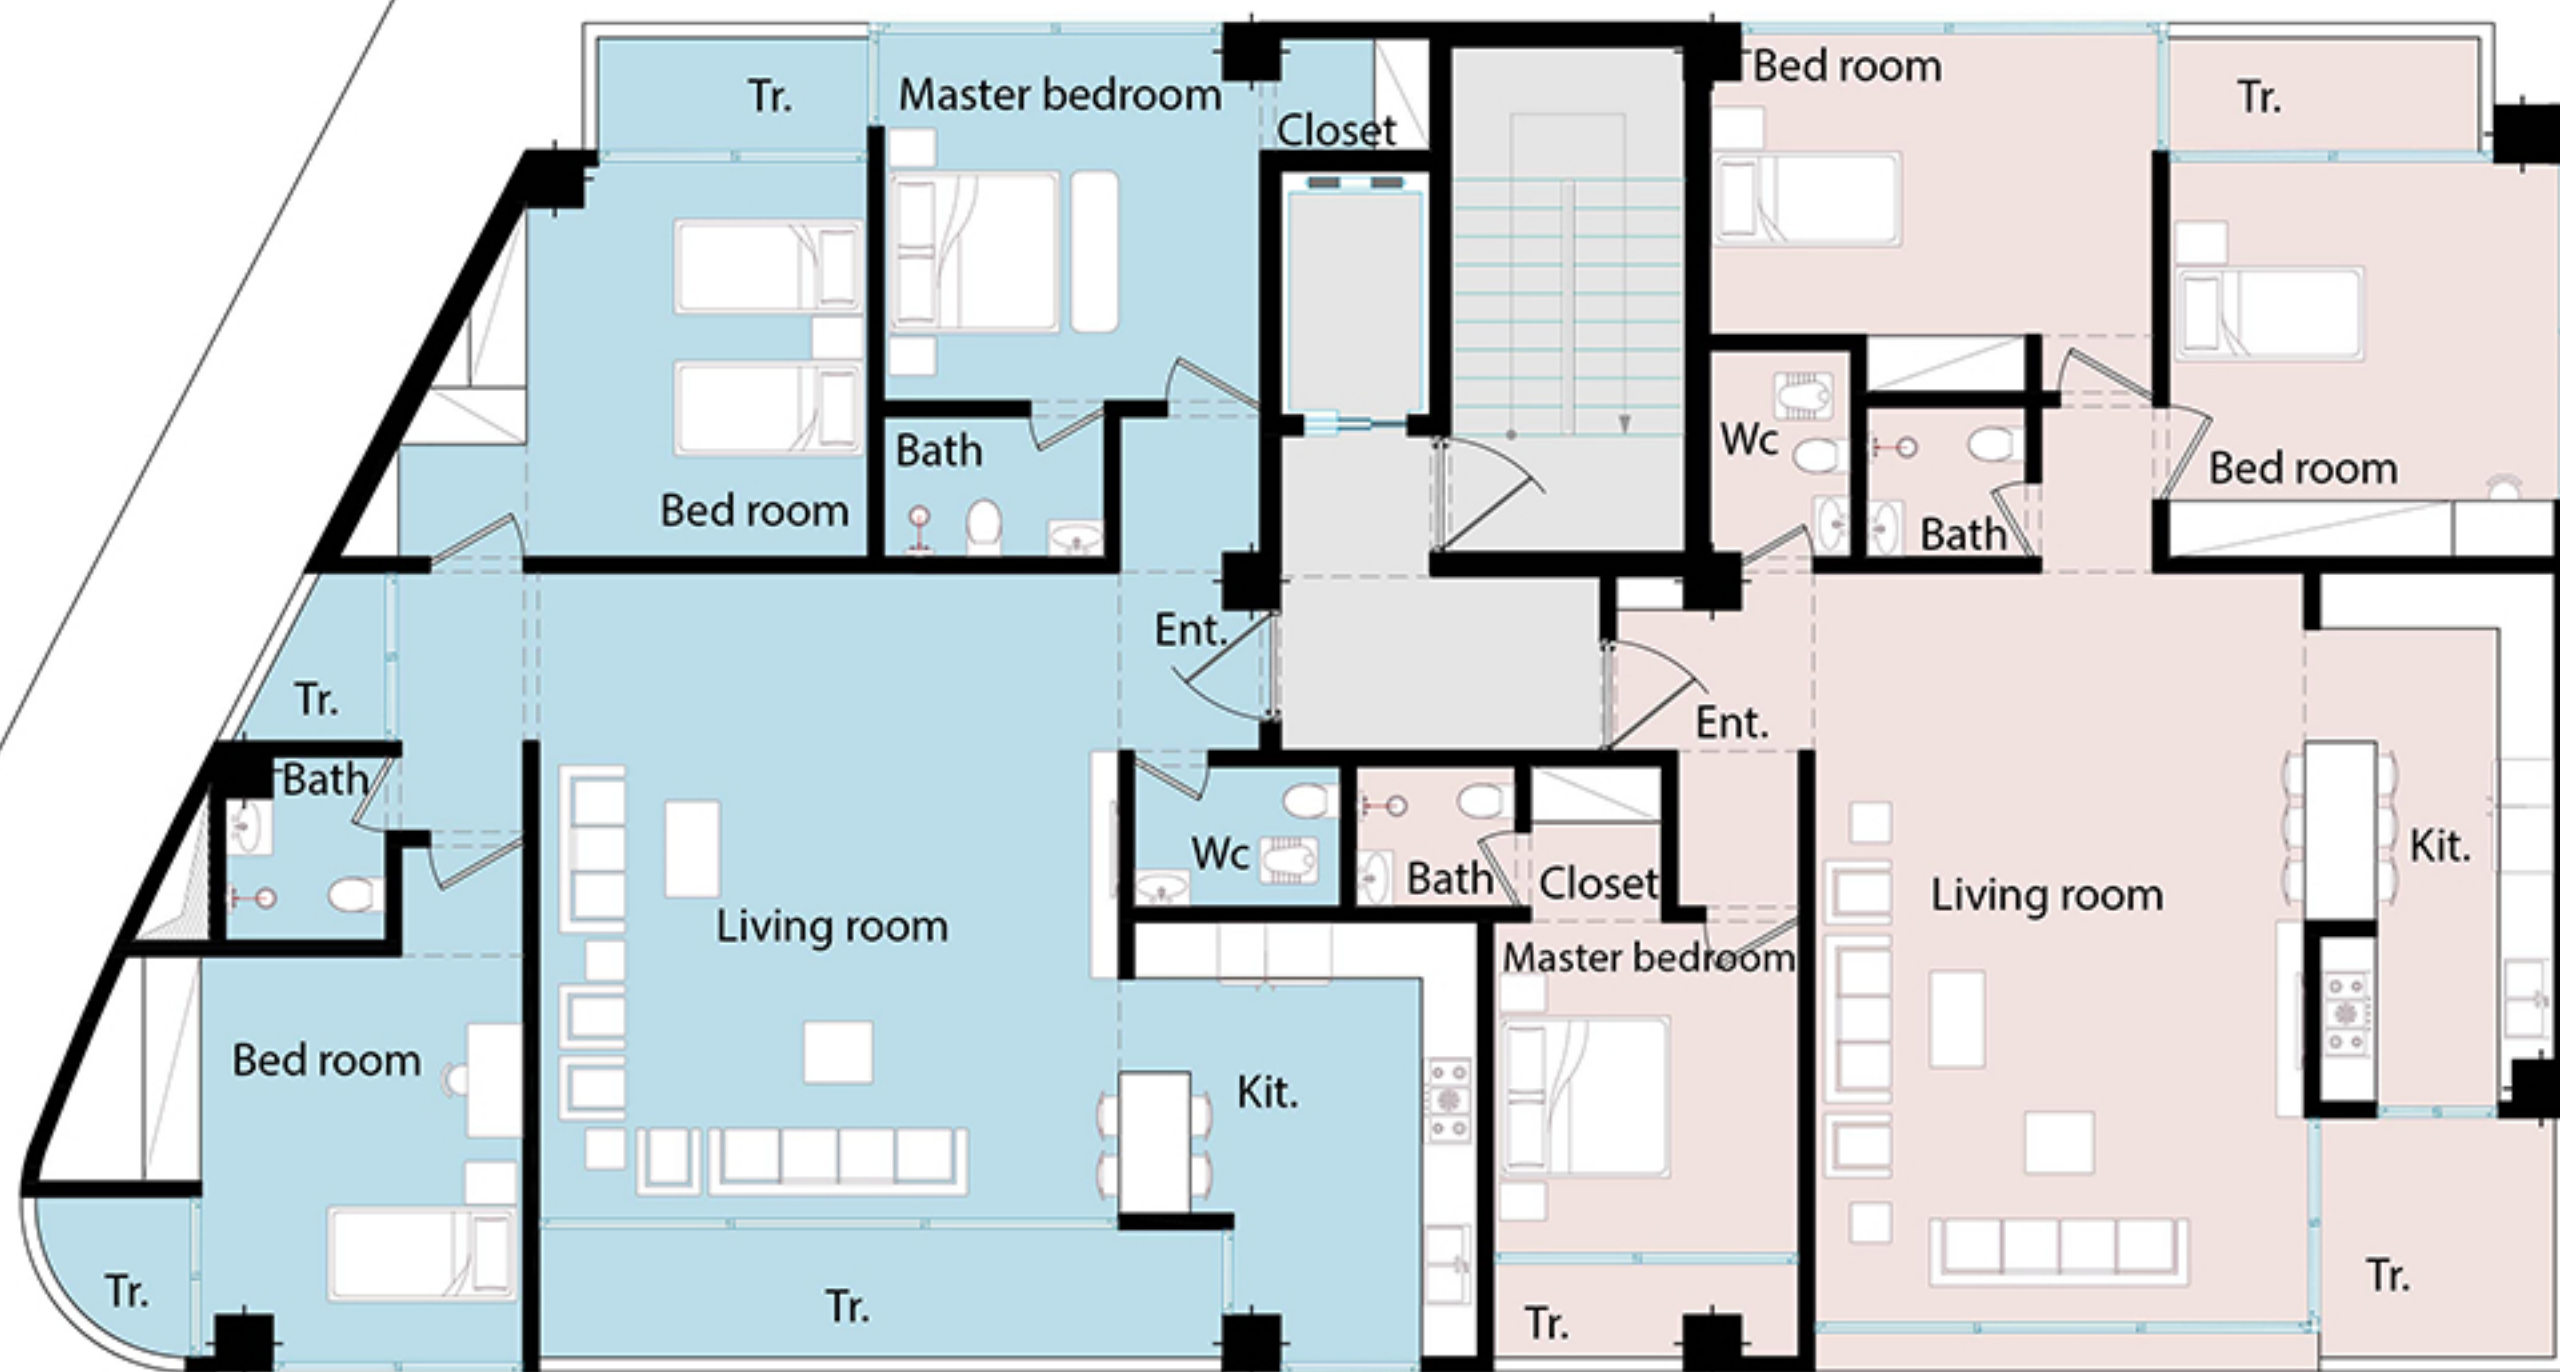 Tr.
Master bedroom
Closet
Bed room
Tr.
Bed room
Bath
Wc
Bath
Bed room
Tr.
Ent.
Ent.
Bath
Wc
Bath
Closet
Living room
Master bedroom
Living room
Kit.
Bed room
Kit.
Tr.
Tr.
Tr.
Tr.